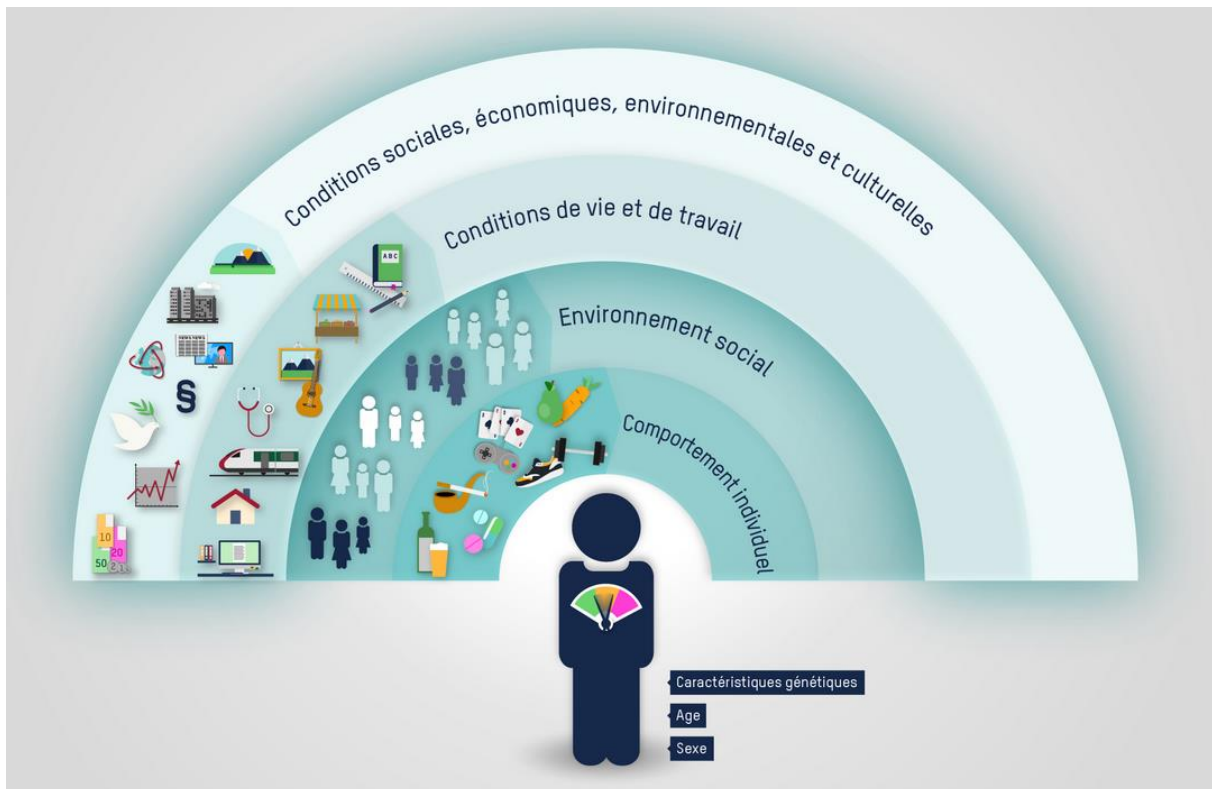 Conditions sociales, économiques, environnementales et culturelles
Conditions de vie et de travail
ABC
Environnement social
§
Comportement individuel
10
20
50
Caractéristiques génétiques
Age
Sexe